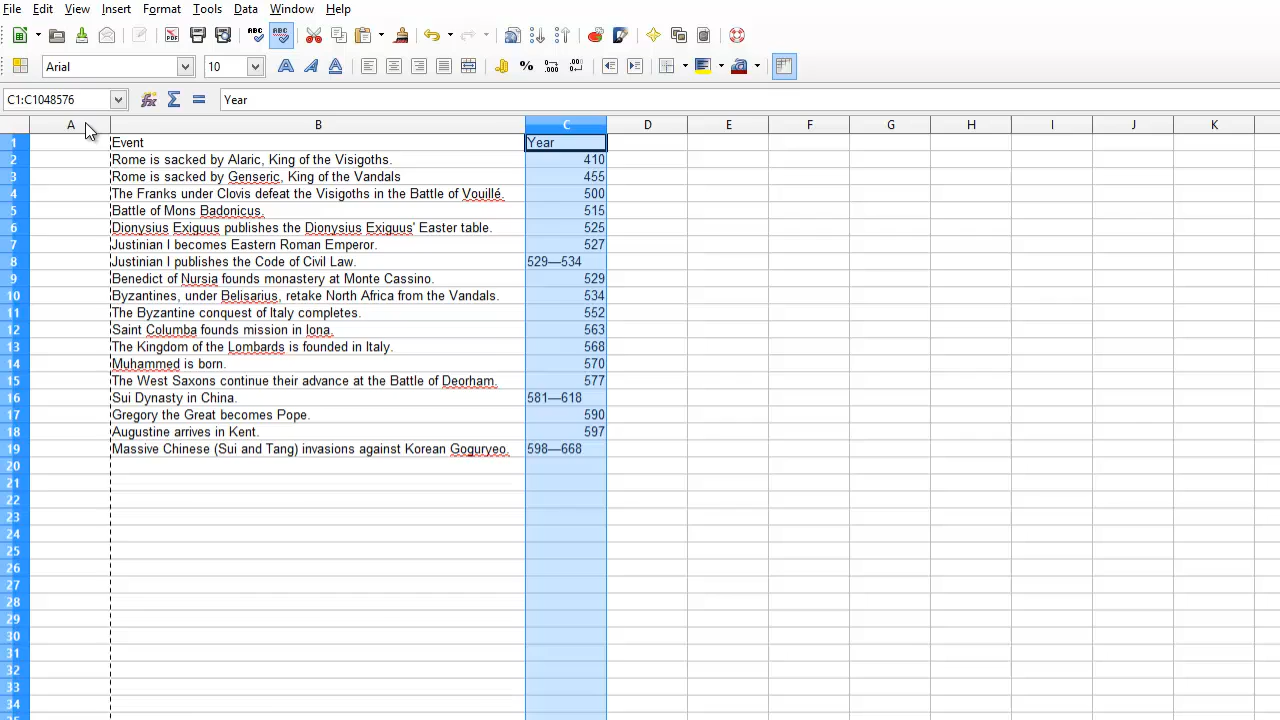 File Edit View Insert Format Tools Data Window Help
ABC ABC
Arial 10 %
C1:C1048576 Year
A B C D E F G H I J K
1 Event Year
2 Rome is sacked by Alaric, King of the Visigoths. 410
3 Rome is sacked by Genseric, King of the Vandals 455
4 The Franks under Clovis defeat the Visigoths in the Battle of Vouillé. 500
5 Battle of Mons Badonicus. 515
6 Dionysius Exiguus publishes the Dionysius Exiguus' Easter table. 525
7 Justinian I becomes Eastern Roman Emperor. 527
8 Justinian I publishes the Code of Civil Law. 529—534
9 Benedict of Nursia founds monastery at Monte Cassino. 529
10 Byzantines, under Belisarius, retake North Africa from the Vandals. 534
11 The Byzantine conquest of Italy completes. 552
12 Saint Columba founds mission in Iona. 563
13 The Kingdom of the Lombards is founded in Italy. 568
14 Muhammed is born. 570
15 The West Saxons continue their advance at the Battle of Deorham. 577
16 Sui Dynasty in China. 581—618
17 Gregory the Great becomes Pope. 590
18 Augustine arrives in Kent. 597
19 Massive Chinese (Sui and Tang) invasions against Korean Goguryeo. 598—668
20
21
22
23
24
25
26
27
28
29
30
31
32
33
34